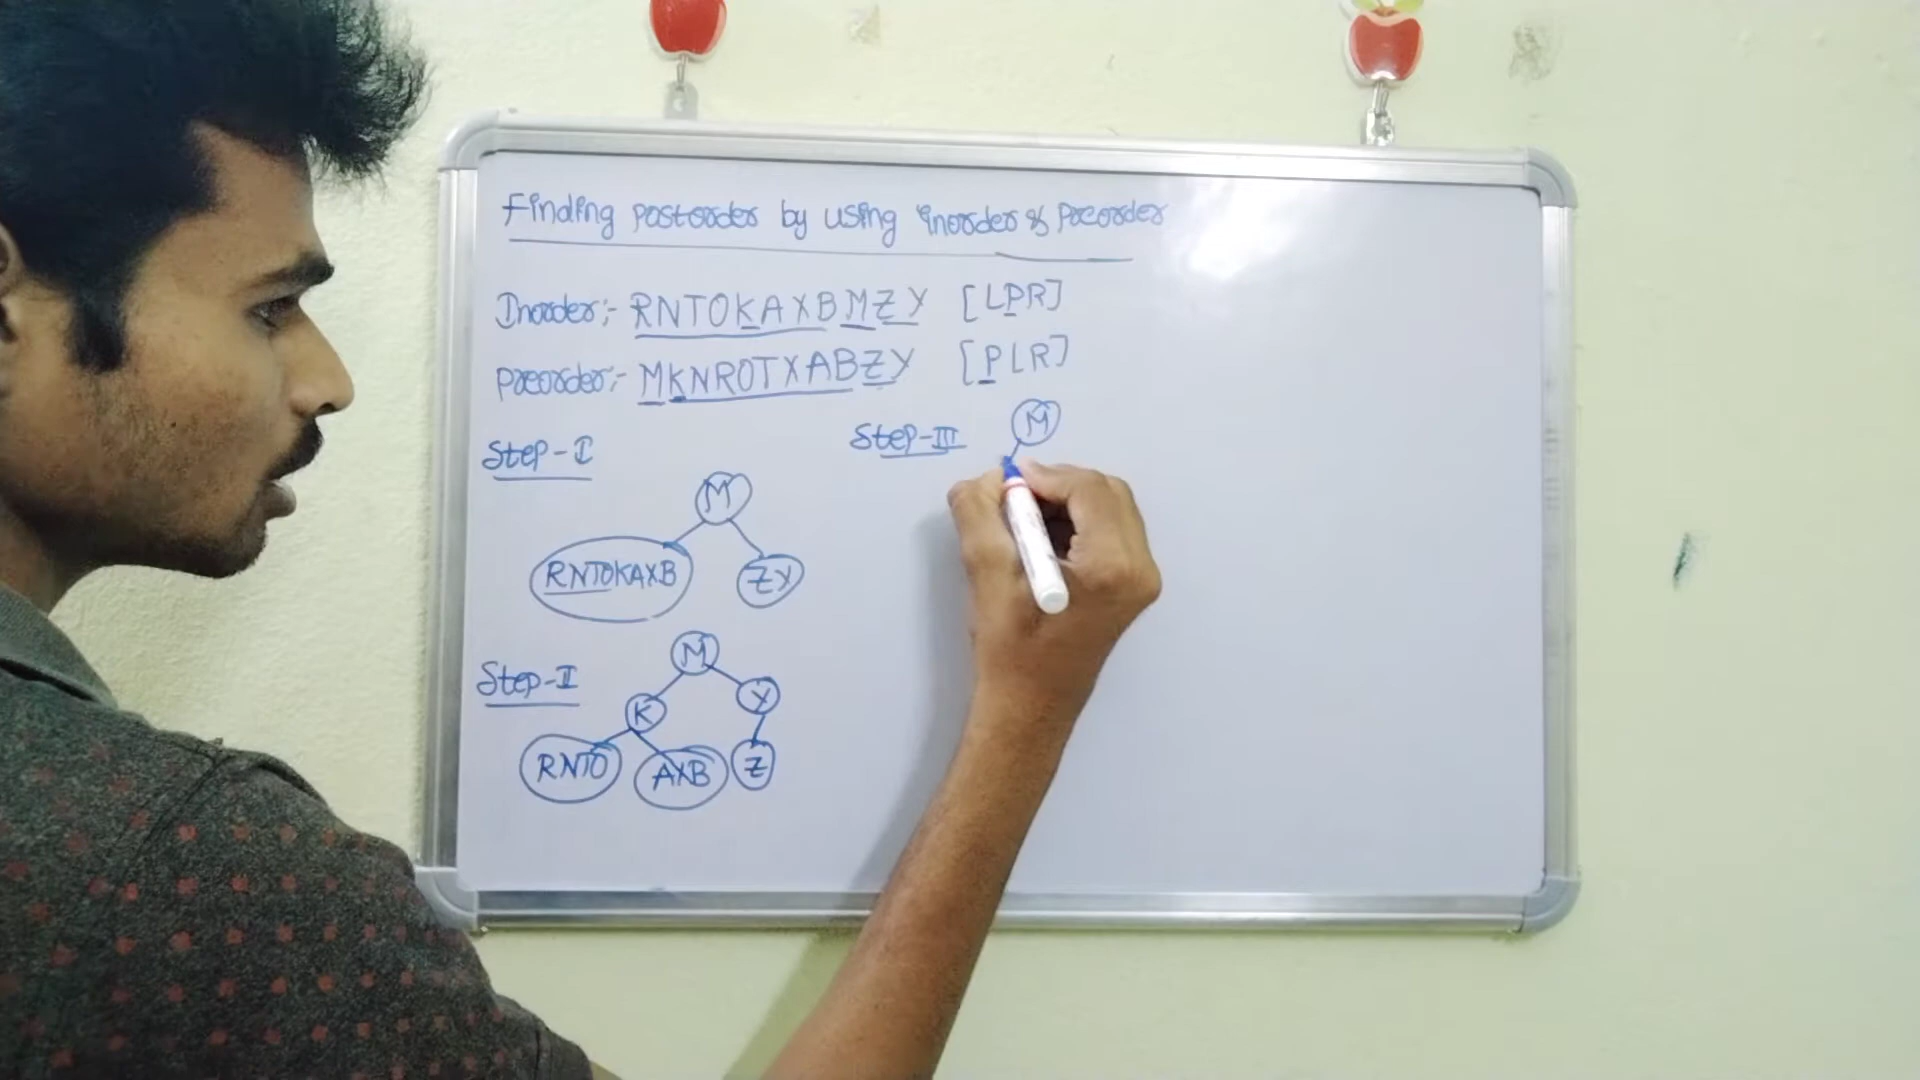 Finding postorder by using inorder & Preorder
Inorder:- RNTOKAXBMZY [LPR]
preorder:- MKNROTXABZY [PLR]
Step-I
M
RNTOKAXB ZY
Step-II
M
K Y
RNTO AXB Z
Step-III
M